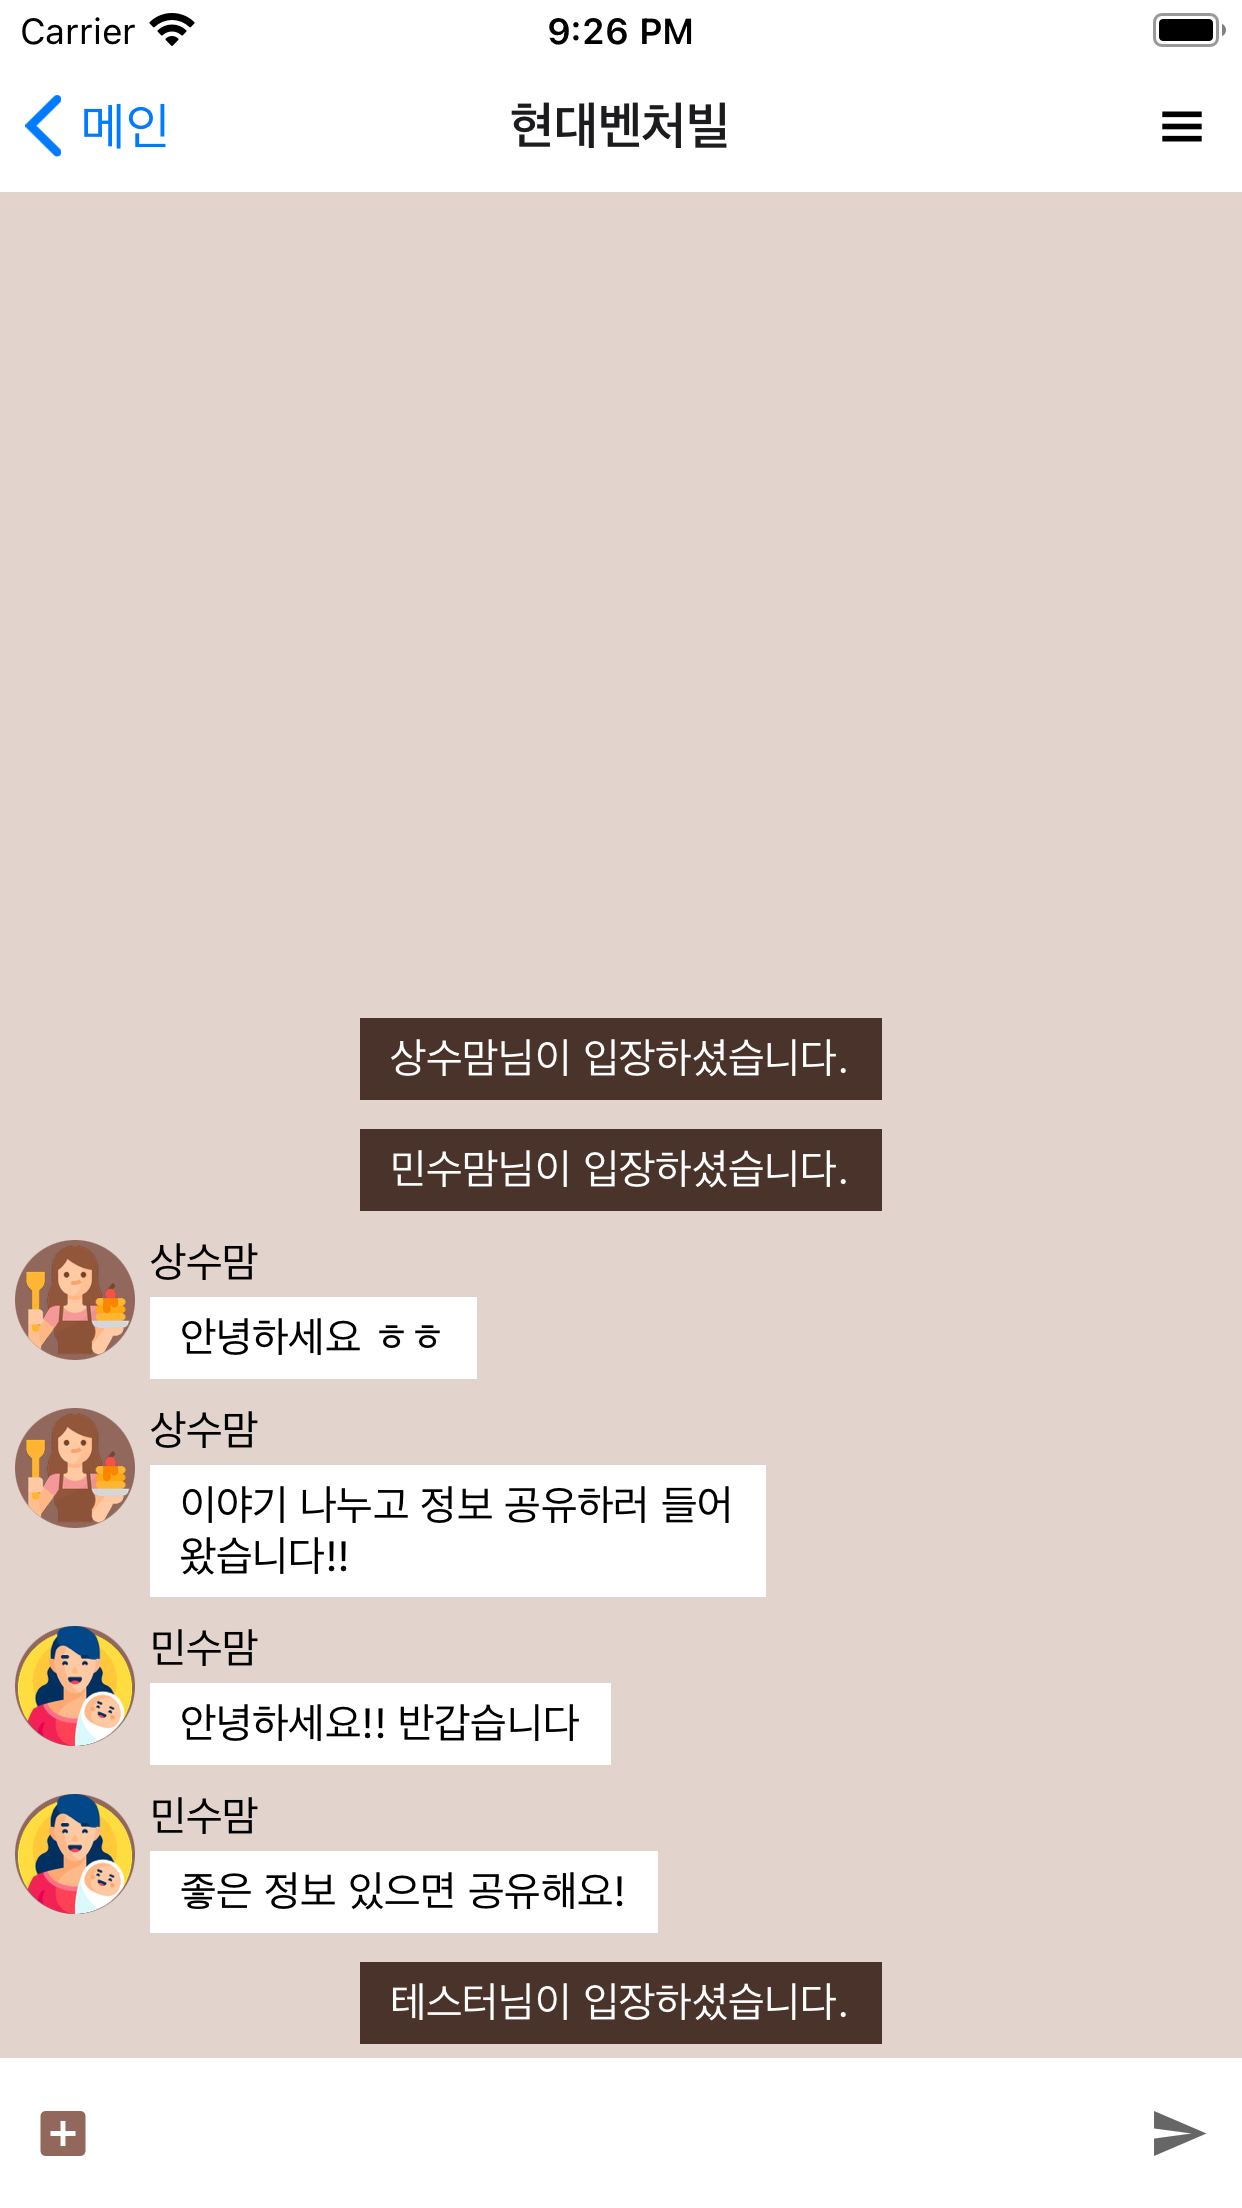 Carrier 9:26 PM
메인 현대벤처빌
상수맘님이 입장하셨습니다.
민수맘님이 입장하셨습니다.
상수맘
안녕하세요 ㅎㅎ
상수맘
이야기 나누고 정보 공유하러 들어
왔습니다!!
민수맘
안녕하세요!! 반갑습니다
민수맘
좋은 정보 있으면 공유해요!
테스터님이 입장하셨습니다.